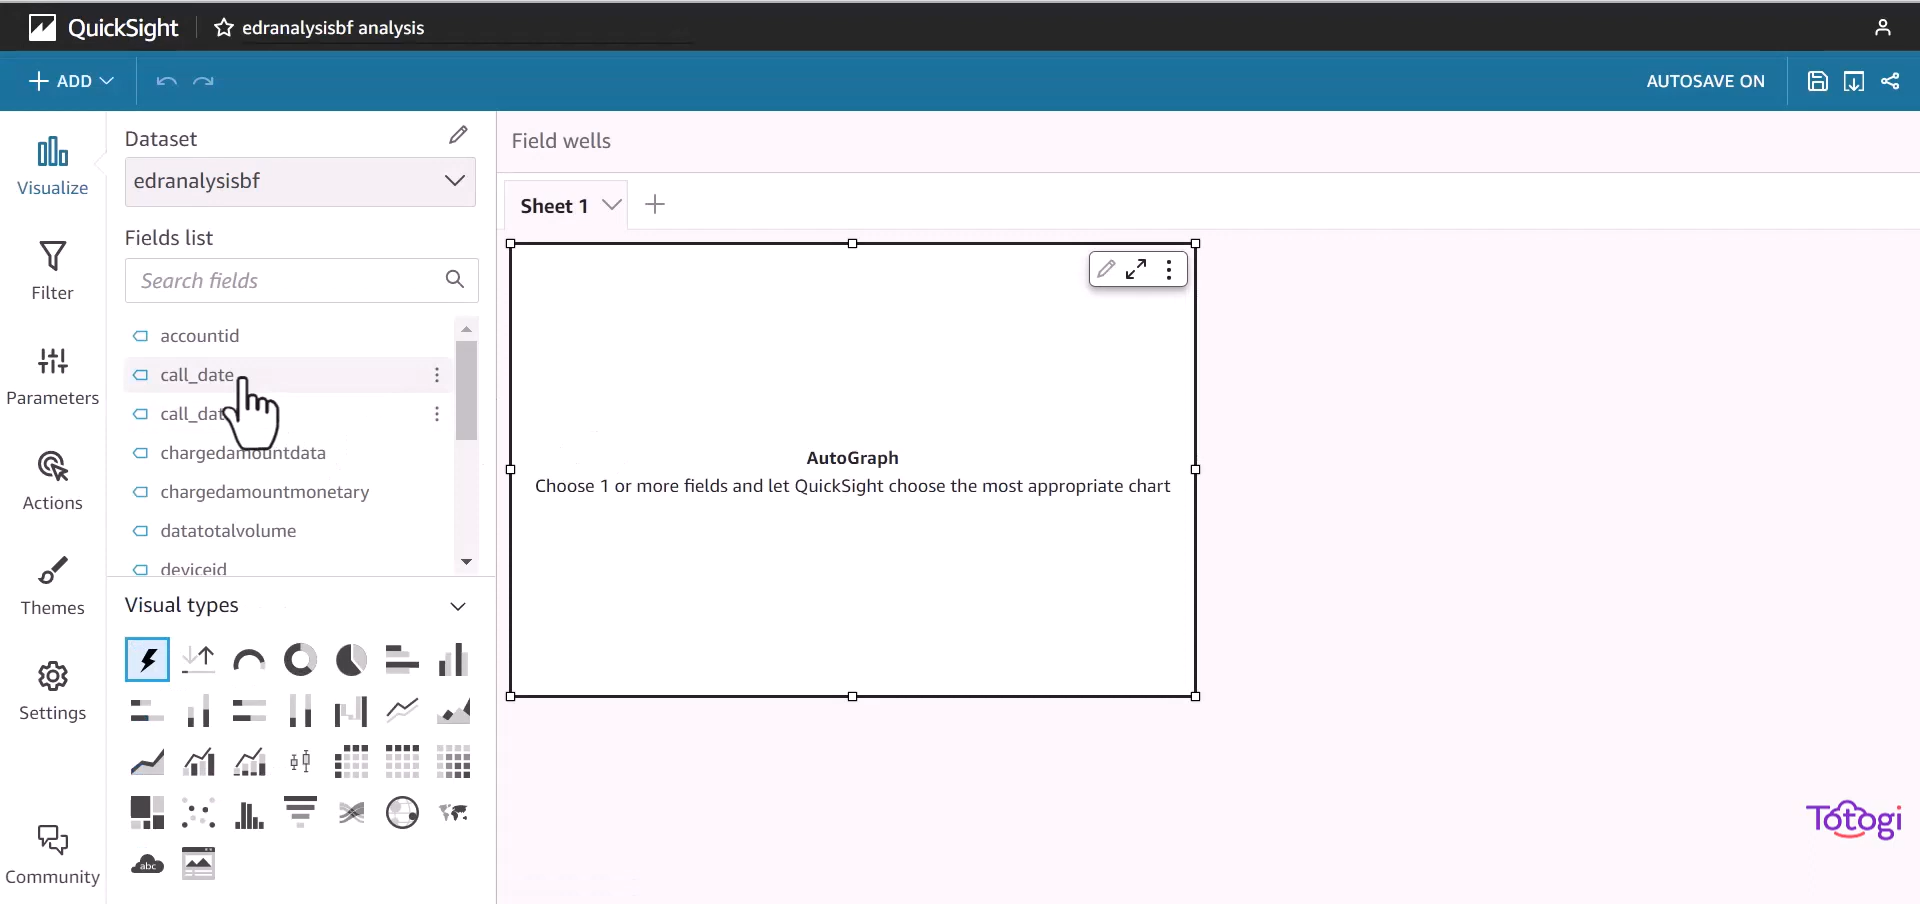 QuickSight
edranalysisbf analysis
ADD
AUTOSAVE ON
Visualize
Filter
Parameters
Actions
Themes
Settings
Community
Dataset
edranalysisbf
Fields list
Search fields
accountid
call_date
chargedamountdata
chargedamountmonetary
datatotalvolume
deviceid
Visual types
abc
Field wells
Sheet 1
AutoGraph
Choose 1 or more fields and let QuickSight choose the most appropriate chart
Totogi